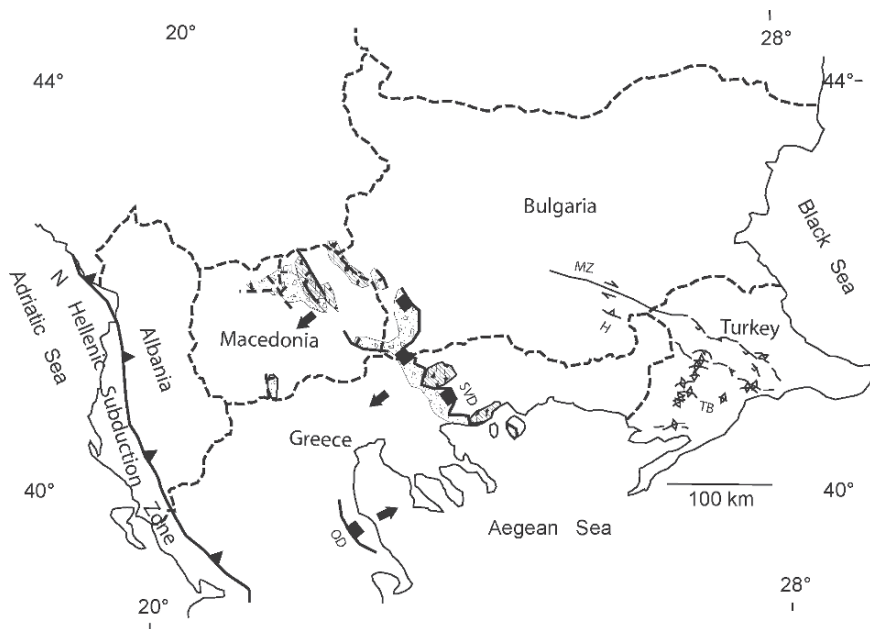 20°
28°
44°
44°
Bulgaria
Black Sea
MZ
H
Turkey
TB
Adriatic Sea
N Hellenic Subduction Zone
Albania
Macedonia
SVD
Greece
OD
40°
100 km
40°
Aegean Sea
20°
28°